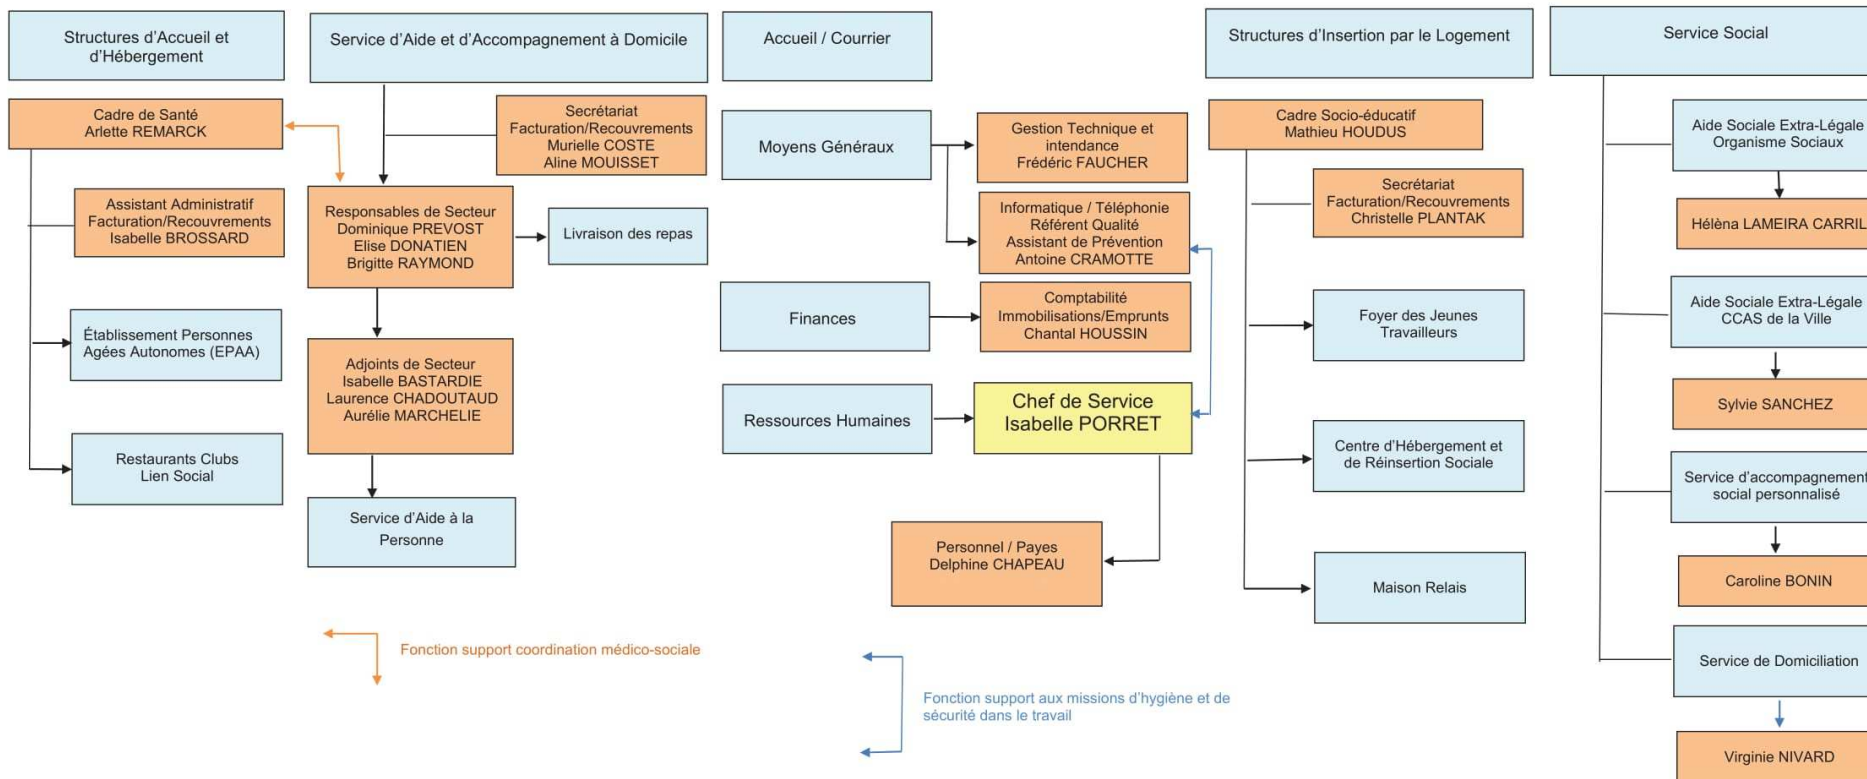 Structures d'Accueil et
d'Hébergement
Cadre de Santé
Arlette REMARCK
Assistant Administratif
Facturation/Recouvrements
Isabelle BROSSARD
Établissement Personnes
Agées Autonomes (EPAA)
Restaurants Clubs
Lien Social
Service d'Aide et d'Accompagnement à Domicile
Secrétariat
Facturation/Recouvrements
Murielle COSTE
Aline MOUISSET
Responsables de Secteur
Dominique PREVOST
Elise DONATIEN
Brigitte RAYMOND
Livraison des repas
Adjoints de Secteur
Isabelle BASTARDIE
Laurence CHADOUTAUD
Aurélie MARCHELIE
Service d'Aide à la
Personne
Accueil / Courrier
Moyens Généraux
Gestion Technique et
intendance
Frédéric FAUCHER
Informatique / Téléphonie
Référent Qualité
Assistant de Prévention
Antoine CRAMOTTE
Finances
Comptabilité
Immobilisations/Emprunts
Chantal HOUSSIN
Ressources Humaines
Chef de Service
Isabelle PORRET
Personnel / Payes
Delphine CHAPEAU
Structures d'Insertion par le Logement
Cadre Socio-éducatif
Mathieu HOUDUS
Secrétariat
Facturation/Recouvrements
Christelle PLANTAK
Foyer des Jeunes
Travailleurs
Centre d'Hébergement et
de Réinsertion Sociale
Maison Relais
Service Social
Aide Sociale Extra-Légale
Organisme Sociaux
Hélèna LAMEIRA CARRIL
Aide Sociale Extra-Légale
CCAS de la Ville
Sylvie SANCHEZ
Service d'accompagnement
social personnalisé
Caroline BONIN
Service de Domiciliation
Virginie NIVARD
Fonction support coordination médico-sociale
Fonction support aux missions d'hygiène et de
sécurité dans le travail